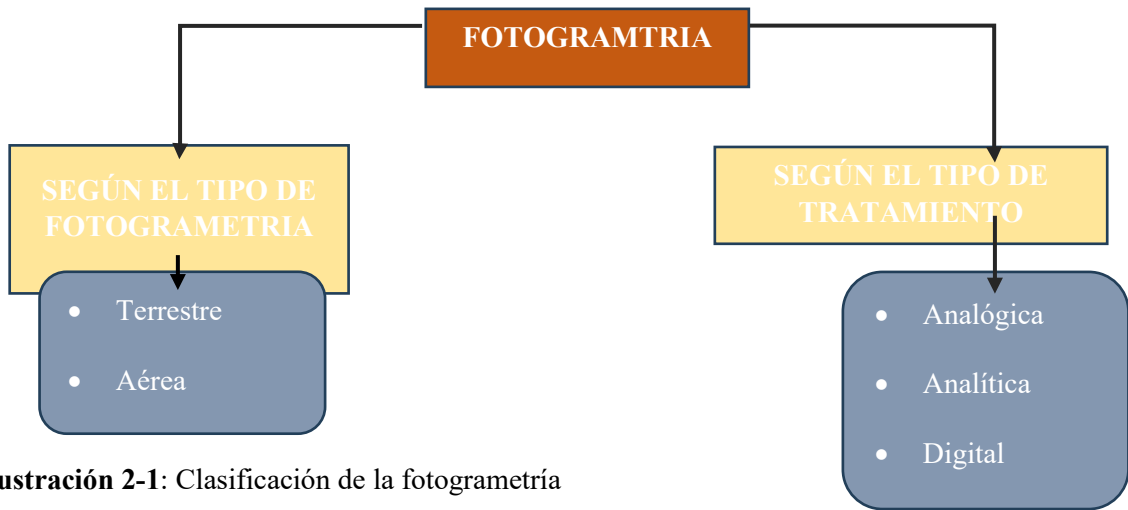 FOTOGRAMTRIA
SEGÚN EL TIPO DE
FOTOGRAMETRIA
• Terrestre
• Aérea
SEGÚN EL TIPO DE
TRATAMIENTO
• Analógica
• Analítica
• Digital
ustración 2-1: Clasificación de la fotogrametría